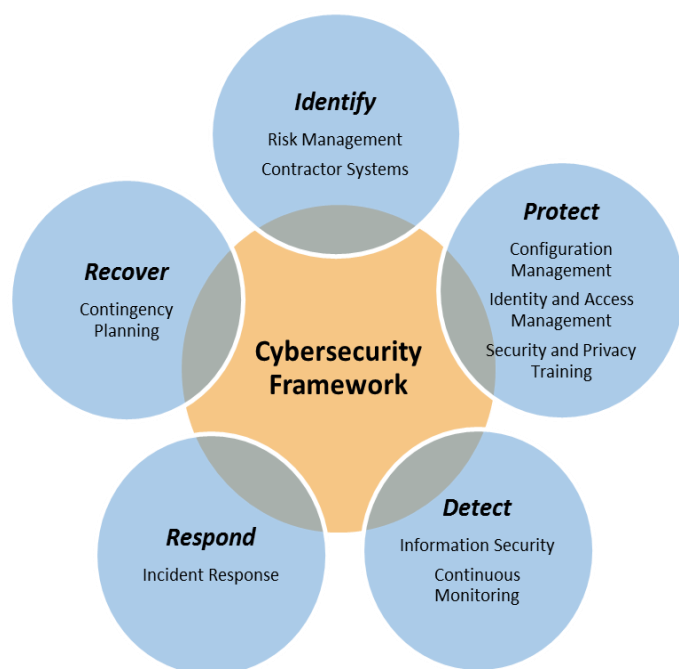 Identify
Risk Management
Contractor Systems
Protect
Configuration
Management
Identity and Access
Management
Security and Privacy
Training
Detect
Information Security
Continuous
Monitoring
Respond
Incident Response
Recover
Contingency
Planning
Cybersecurity
Framework